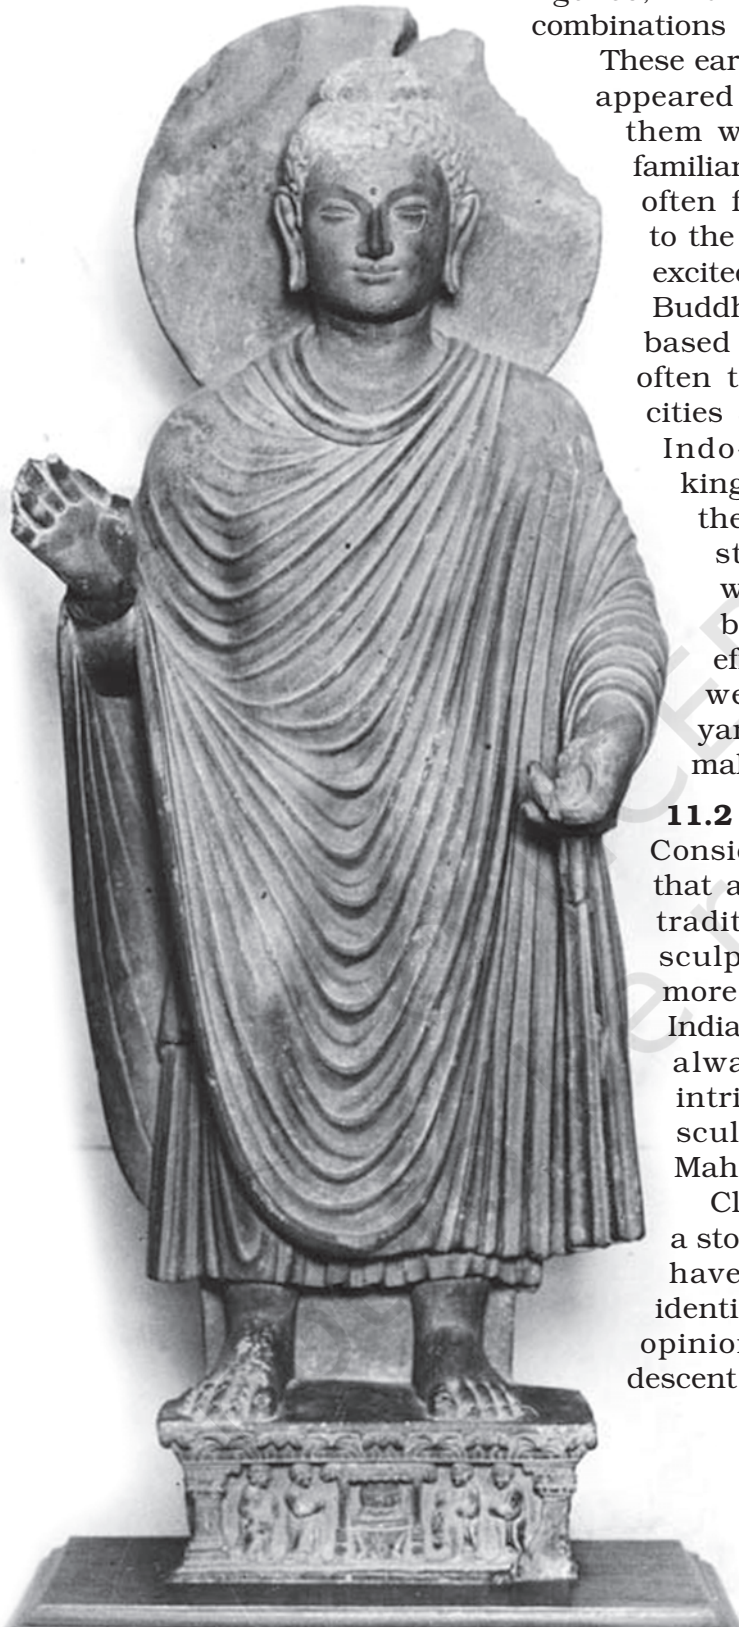 combinations
These ear
appeared
them w
familiar
often f
to the
excited
Buddh
based
often t
cities
Indo-
king
the
st
w
b
ef
we
yar
mal
11.2
Consid
that a
tradit
sculp
more
India
alwa
intri
scul
Mah
Cl
a sto
have
identi
opinion
descent